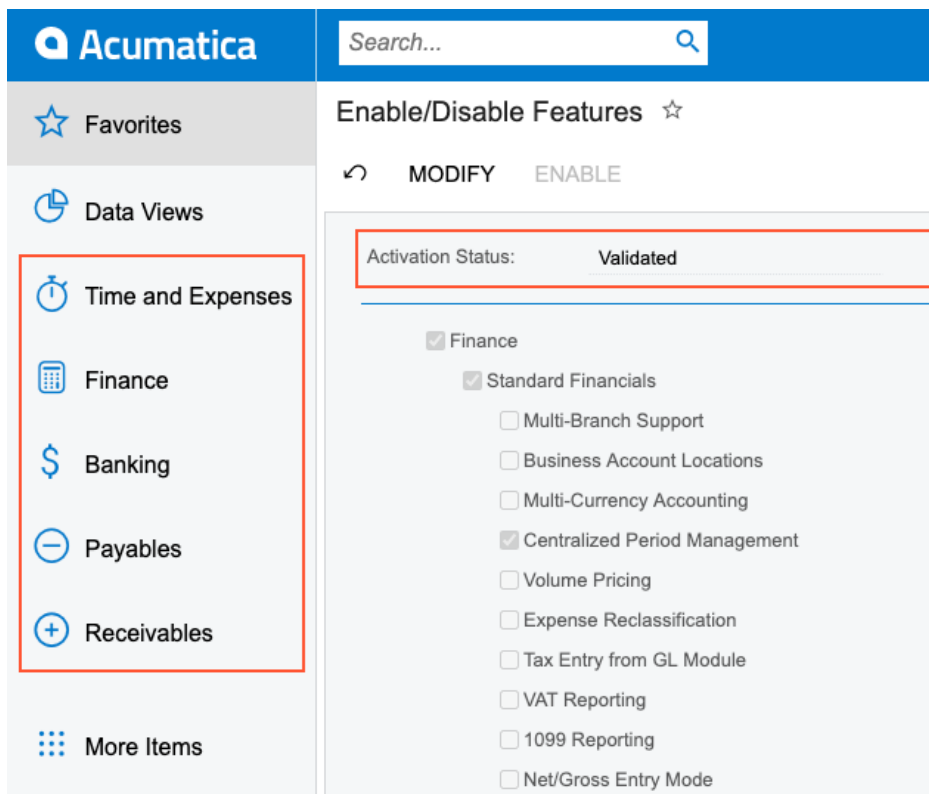 Acumatica
Search...
Favorites
Data Views
Time and Expenses
Finance
Banking
Payables
Receivables
More Items
Enable/Disable Features
MODIFY ENABLE
Activation Status: Validated
Finance
Standard Financials
Multi-Branch Support
Business Account Locations
Multi-Currency Accounting
Centralized Period Management
Volume Pricing
Expense Reclassification
Tax Entry from GL Module
VAT Reporting
1099 Reporting
Net/Gross Entry Mode